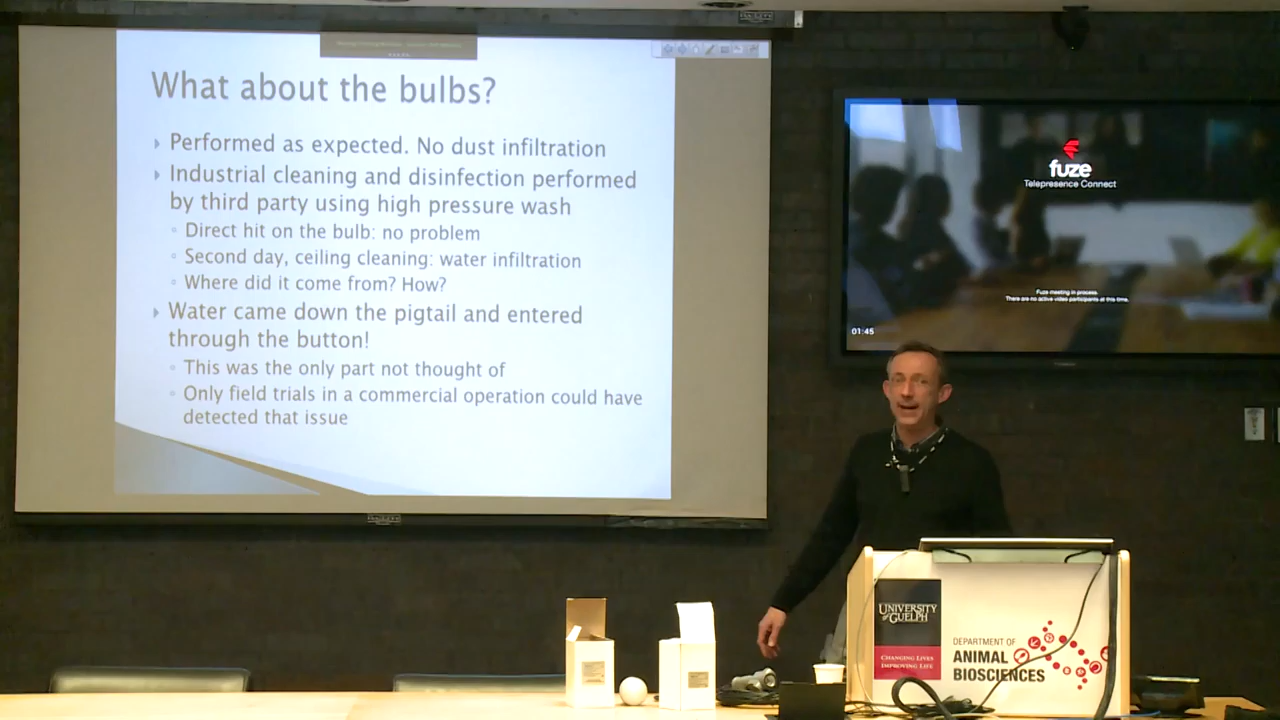 What about the bulbs?
Performed as expected. No dust infiltration
Industrial cleaning and disinfection performed
by third party using high pressure wash
Direct hit on the bulb: no problem
Second day, ceiling cleaning: water infiltration
Where did it come from? How?
Water came down the pigtail and entered
through the button!
This was the only part not thought of
Only field trials in a commercial operation could have
detected that issue
fuze
Telepresence Connect
Fuze meeting in process.
There are no active video participants at this time.
01:45
UNIVERSITY
of GUELPH
CHANGING LIVES
IMPROVING LIFE
DEPARTMENT OF
ANIMAL
BIOSCIENCES